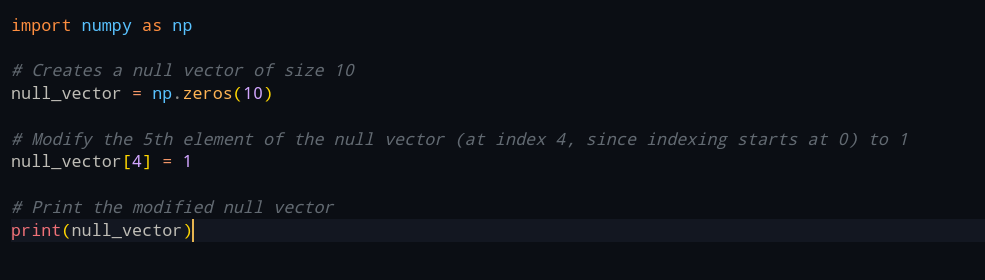 import numpy as np
# Creates a null vector of size 10
null_vector = np.zeros(10)
# Modify the 5th element of the null vector (at index 4, since indexing starts at 0) to 1
null_vector[4] = 1
# Print the modified null vector
print(null_vector)